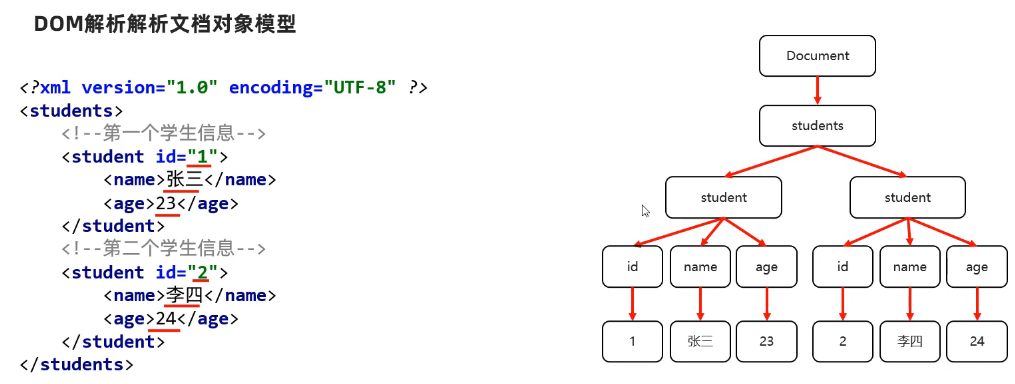 DOM解析解析文档对象模型
<?xml version="1.0" encoding="UTF-8" ?>
<students>
<!--第一个学生信息-->
<student id="1">
<name>张三</name>
<age>23</age>
</student>
<!--第二个学生信息-->
<student id="2">
<name>李四</name>
<age>24</age>
</student>
</students>
Document
students
student student
id name age id name age
1 张三 23 2 李四 24